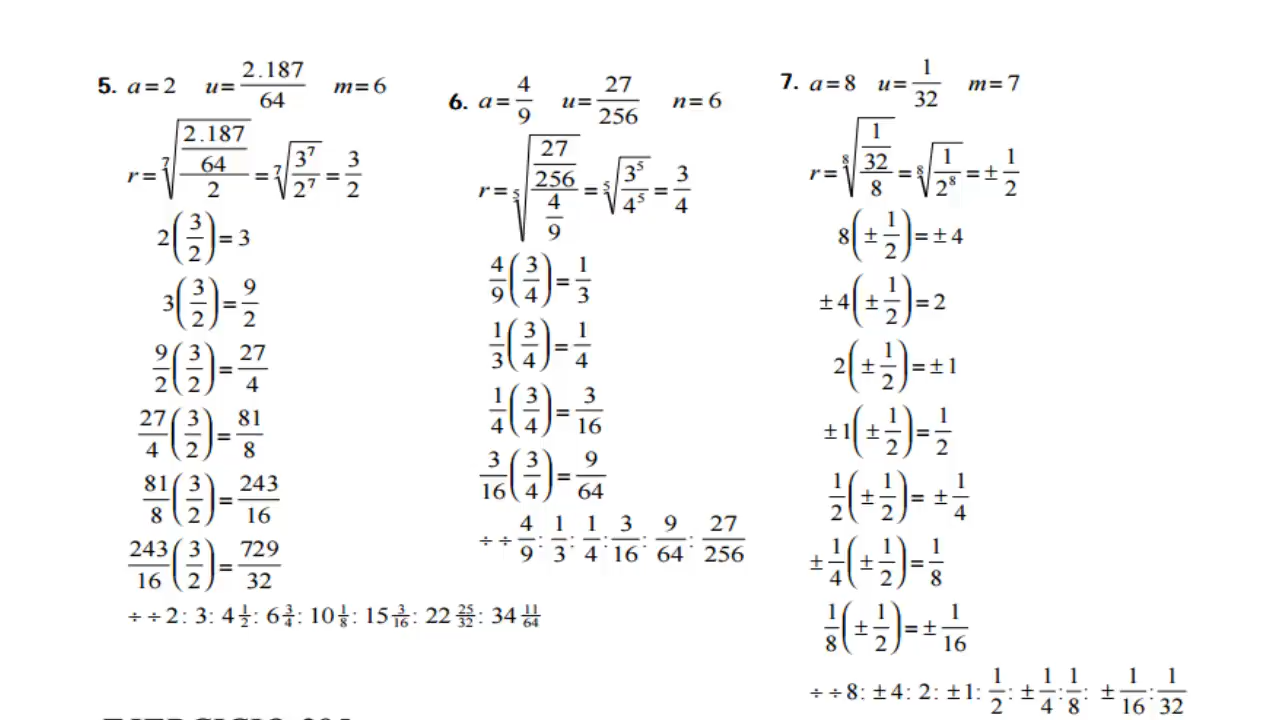 5. a = 2 u = 2.187/64 m = 6
r = ⁷√((2.187/64)/2) = ⁷√(3⁷/2⁷) = 3/2
2(3/2) = 3
3(3/2) = 9/2
9/2(3/2) = 27/4
27/4(3/2) = 81/8
81/8(3/2) = 243/16
243/16(3/2) = 729/32
÷ ÷ 2 : 3 : 4 1/2 : 6 3/4 : 10 1/8 : 15 3/16 : 22 25/32 : 34 11/64
6. a = 4/9 u = 27/256 n = 6
r = ⁵√((27/256)/(4/9)) = ⁵√(3⁵/4⁵) = 3/4
4/9(3/4) = 1/3
1/3(3/4) = 1/4
1/4(3/4) = 3/16
3/16(3/4) = 9/64
÷ ÷ 4/9 : 1/3 : 1/4 : 3/16 : 9/64 : 27/256
7. a = 8 u = 1/32 m = 7
r = ⁸√((1/32)/8) = ⁸√(1/2⁸) = ± 1/2
8(± 1/2) = ± 4
± 4(± 1/2) = 2
2(± 1/2) = ± 1
± 1(± 1/2) = 1/2
1/2(± 1/2) = ± 1/4
± 1/4(± 1/2) = 1/8
1/8(± 1/2) = ± 1/16
÷ ÷ 8 : ± 4 : 2 : ± 1 : 1/2 : ± 1/4 : 1/8 : ± 1/16 : 1/32